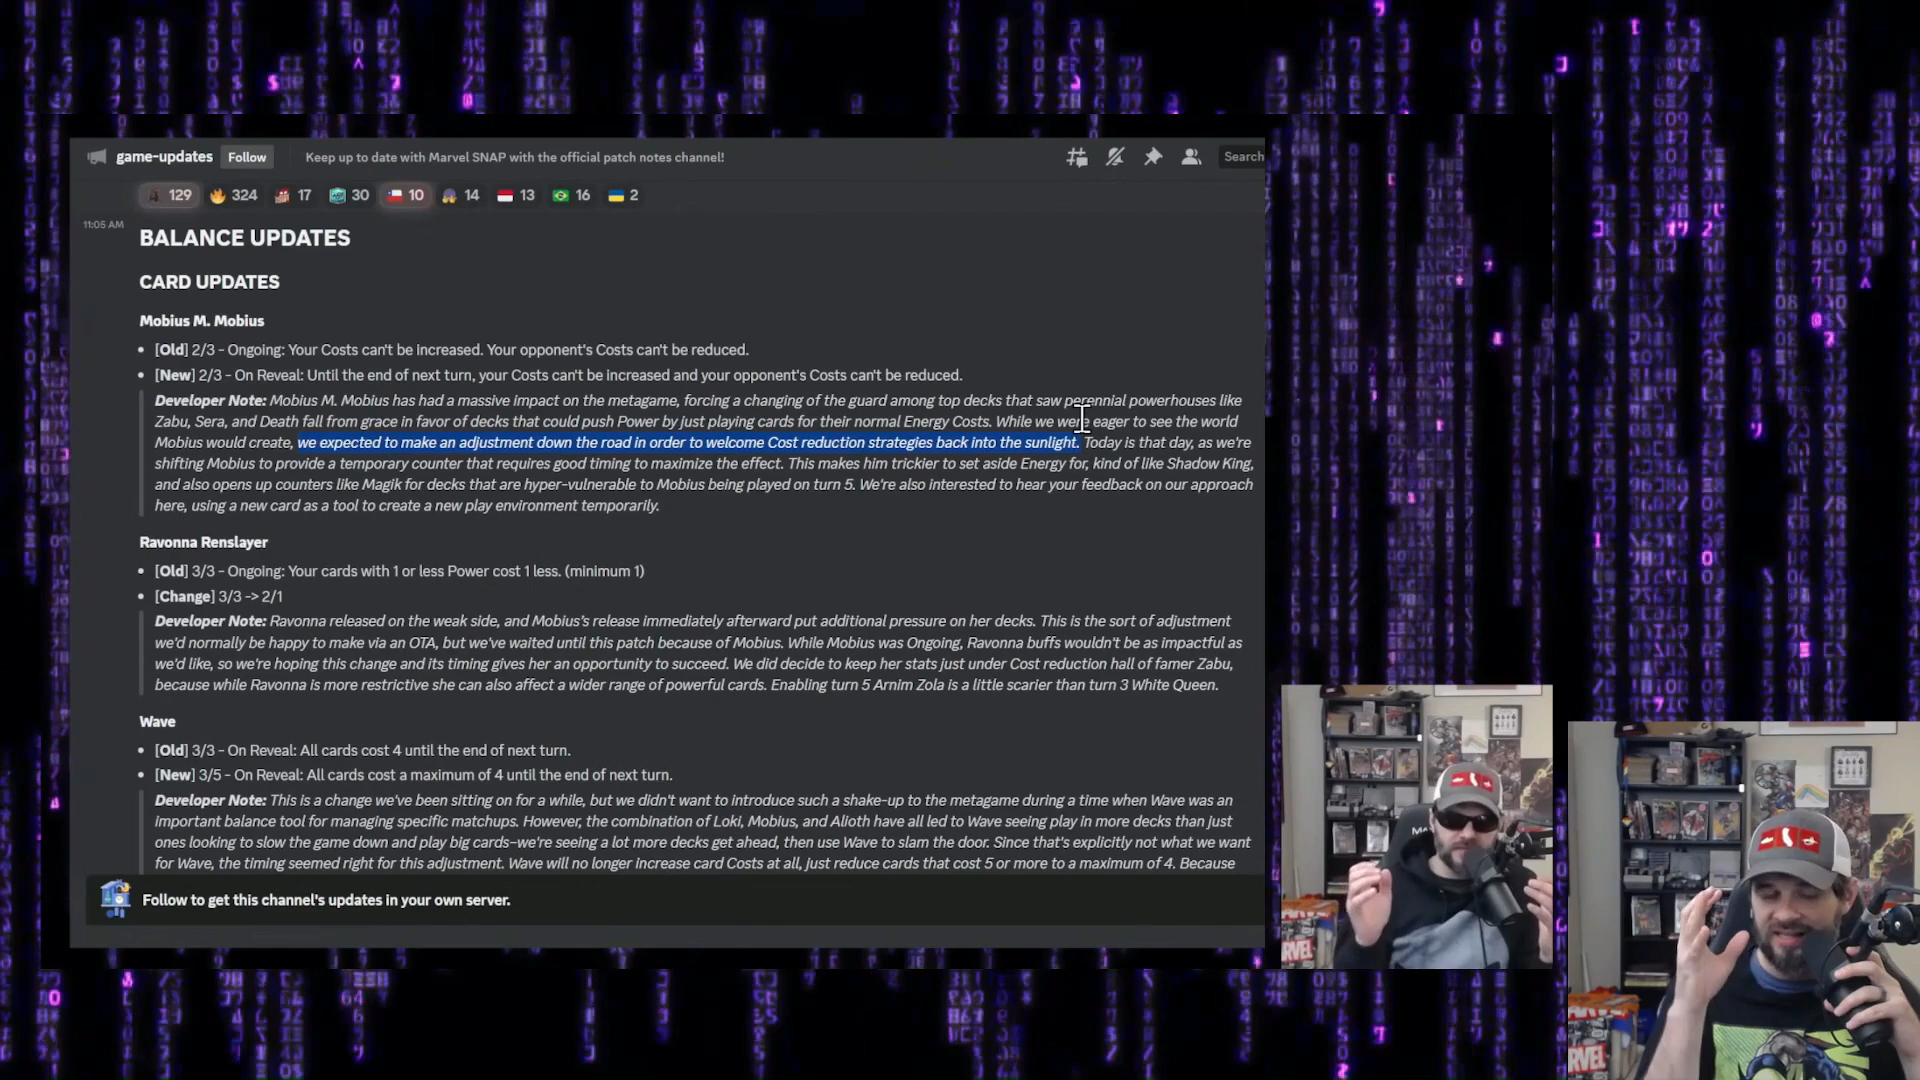 game-updates Follow Keep up to date with Marvel SNAP with the official patch notes channel! Search
129 324 17 30 10 14 13 16 2
11:05 AM
BALANCE UPDATES
CARD UPDATES
Mobius M. Mobius
• [Old] 2/3 - Ongoing: Your Costs can't be increased. Your opponent's Costs can't be reduced.
• [New] 2/3 - On Reveal: Until the end of next turn, your Costs can't be increased and your opponent's Costs can't be reduced.
Developer Note: Mobius M. Mobius has had a massive impact on the metagame, forcing a changing of the guard among top decks that saw perennial powerhouses like
Zabu, Sera, and Death fall from grace in favor of decks that could push Power by just playing cards for their normal Energy Costs. While we were eager to see the world
Mobius would create, we expected to make an adjustment down the road in order to welcome Cost reduction strategies back into the sunlight. Today is that day, as we're
shifting Mobius to provide a temporary counter that requires good timing to maximize the effect. This makes him trickier to set aside Energy for, kind of like Shadow King,
and also opens up counters like Magik for decks that are hyper-vulnerable to Mobius being played on turn 5. We're also interested to hear your feedback on our approach
here, using a new card as a tool to create a new play environment temporarily.
Ravonna Renslayer
• [Old] 3/3 - Ongoing: Your cards with 1 or less Power cost 1 less. (minimum 1)
• [Change] 3/3 -> 2/1
Developer Note: Ravonna released on the weak side, and Mobius's release immediately afterward put additional pressure on her decks. This is the sort of adjustment
we'd normally be happy to make via an OTA, but we've waited until this patch because of Mobius. While Mobius was Ongoing, Ravonna buffs wouldn't be as impactful as
we'd like, so we're hoping this change and its timing gives her an opportunity to succeed. We did decide to keep her stats just under Cost reduction hall of famer Zabu,
because while Ravonna is more restrictive she can also affect a wider range of powerful cards. Enabling turn 5 Arnim Zola is a little scarier than turn 3 White Queen.
Wave
• [Old] 3/3 - On Reveal: All cards cost 4 until the end of next turn.
• [New] 3/5 - On Reveal: All cards cost a maximum of 4 until the end of next turn.
Developer Note: This is a change we've been sitting on for a while, but we didn't want to introduce such a shake-up to the metagame during a time when Wave was an
important balance tool for managing specific matchups. However, the combination of Loki, Mobius, and Alioth have all led to Wave seeing play in more decks than just
ones looking to slow the game down and play big cards–we're seeing a lot more decks get ahead, then use Wave to slam the door. Since that's explicitly not what we want
for Wave, the timing seemed right for this adjustment. Wave will no longer increase card Costs at all, just reduce cards that cost 5 or more to a maximum of 4. Because
Follow to get this channel's updates in your own server.